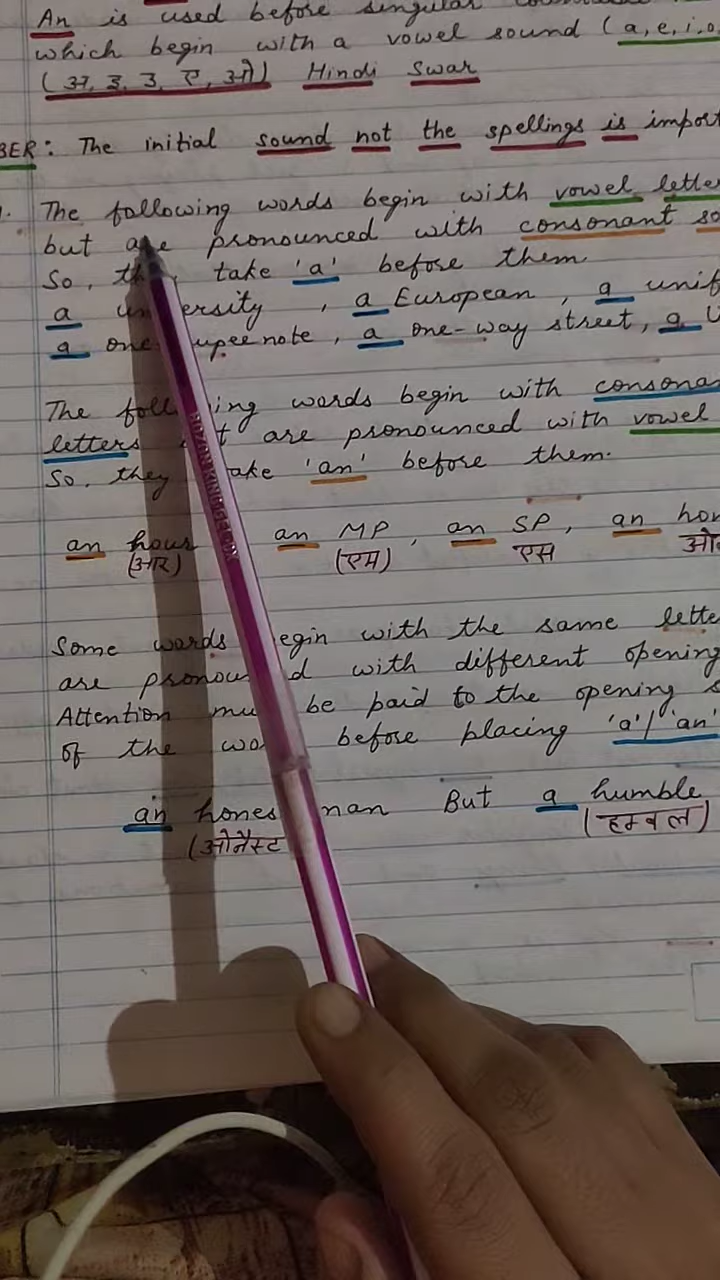 An is used before singular
which begin with a vowel sound (a, e, i, o
(अ, इ, उ, ए, ओ) Hindi Swar
BER: The initial sound not the spellings is import
The following words begin with vowel lette
but are pronounced with consonant so
So, they take 'a' before them.
a university, a European, a unif
a one rupee note, a one-way street, a U
The following words begin with consona
letters but are pronounced with vowel
So, they take 'an' before them.
an hour an MP, an SP, an hon
(आर) (एम) एस ओ
Some words begin with the same lette
are pronounced with different opening
Attention must be paid to the opening s
of the word before placing 'a'/'an'
an honest man But a humble
(ओनैस्ट (हम्बल)